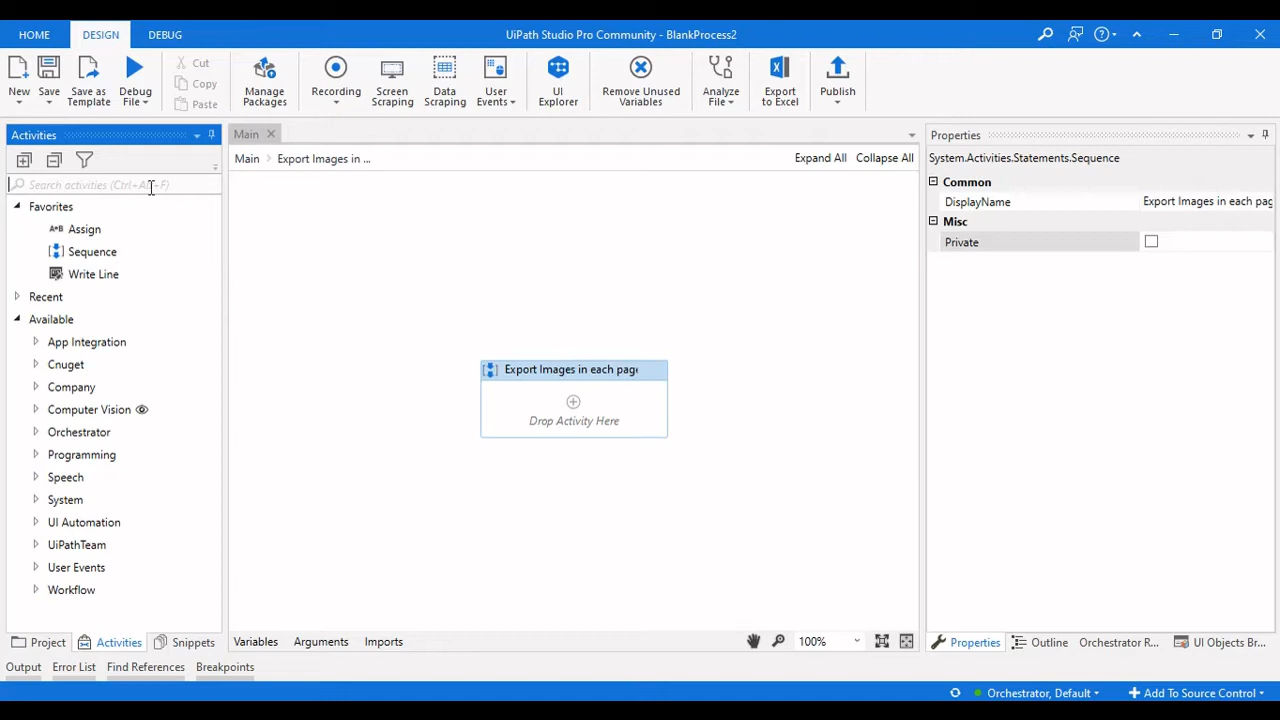 HOME DESIGN DEBUG UiPath Studio Pro Community - BlankProcess2
New Save Save as Template Debug File Cut Copy Paste Manage Packages Recording Screen Scraping Data Scraping User Events UI Explorer Remove Unused Variables Analyze File Export to Excel Publish
Activities
Search activities (Ctrl+Alt+F)
Favorites
Assign
Sequence
Write Line
Recent
Available
App Integration
Cnuget
Company
Computer Vision
Orchestrator
Programming
Speech
System
UI Automation
UiPathTeam
User Events
Workflow
Project Activities Snippets
Main
Main Export Images in ... Expand All Collapse All
Export Images in each page
Drop Activity Here
Variables Arguments Imports 100%
Properties
System.Activities.Statements.Sequence
Common
DisplayName Export Images in each pag
Misc
Private
Properties Outline Orchestrator R... UI Objects Br...
Output Error List Find References Breakpoints
Orchestrator, Default Add To Source Control